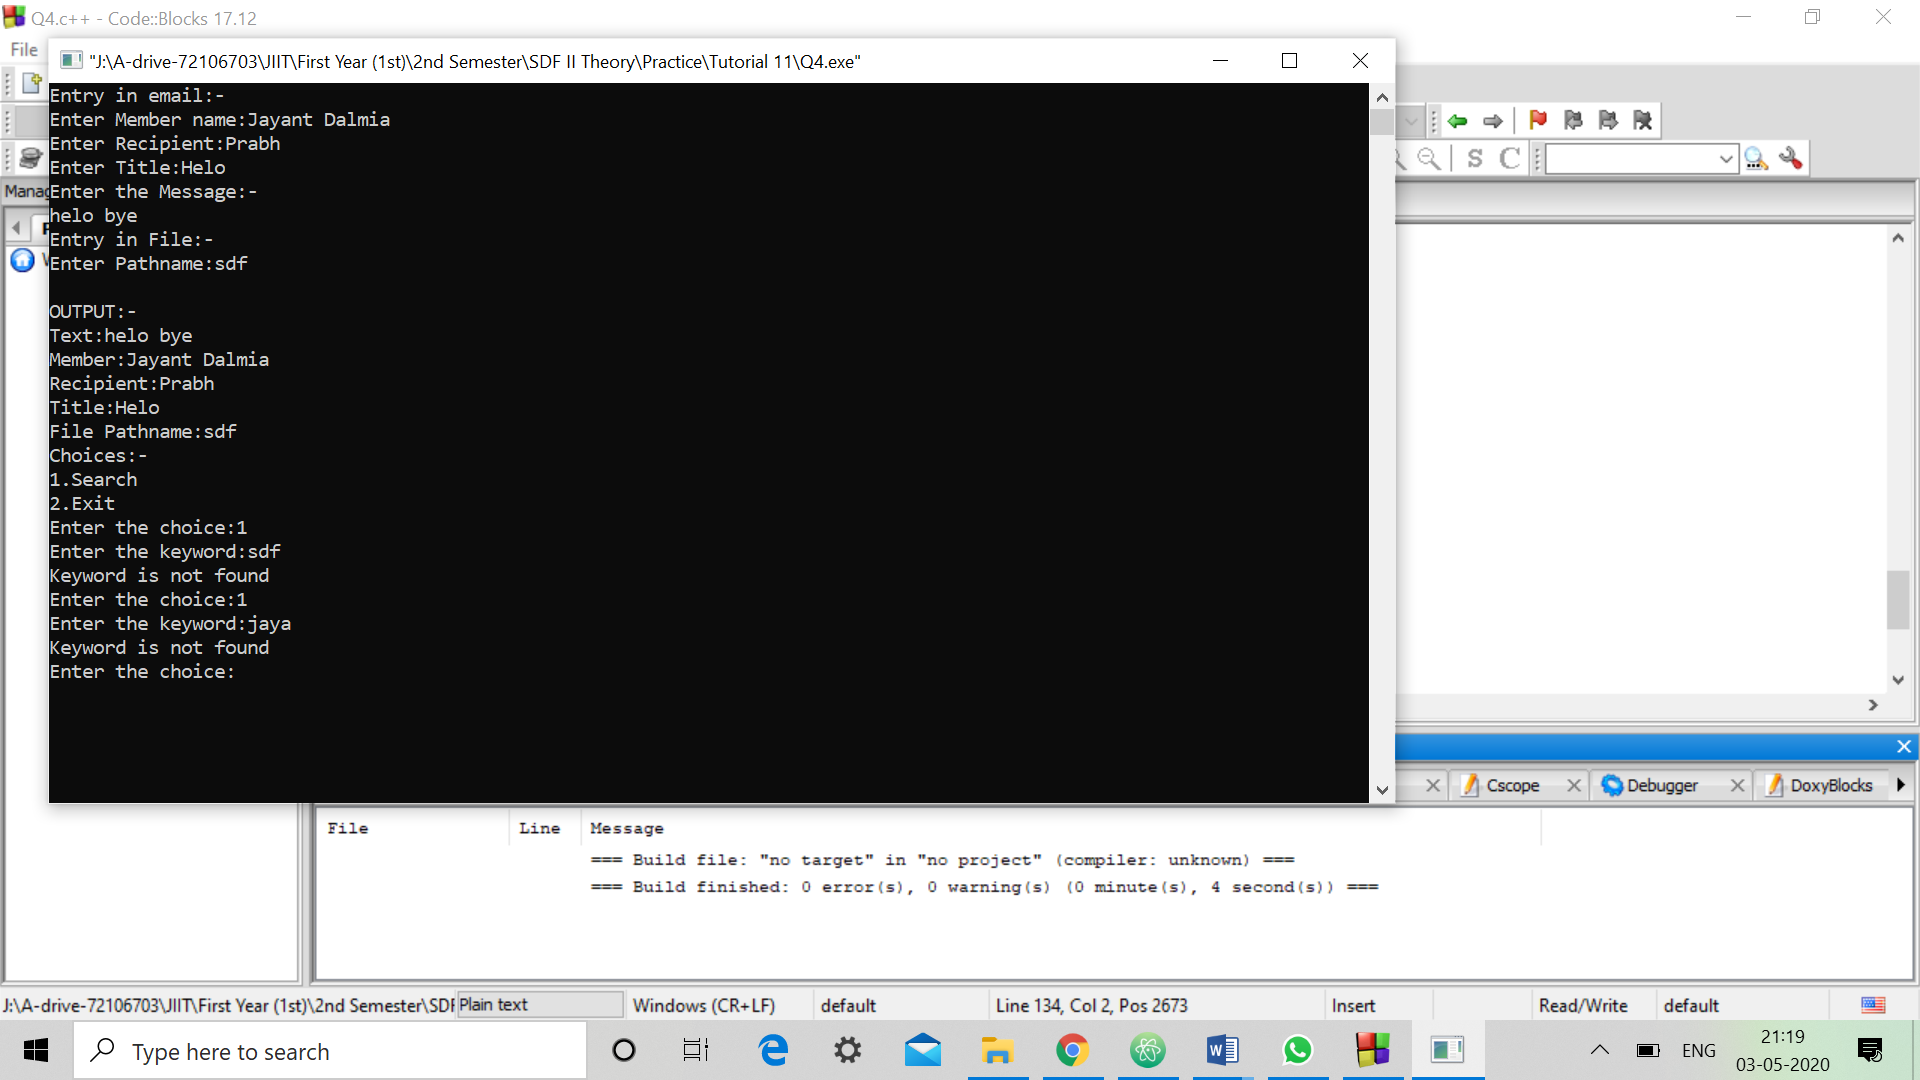 Q4.c++ - Code::Blocks 17.12
File
"J:\A-drive-72106703\JIIT\First Year (1st)\2nd Semester\SDF II Theory\Practice\Tutorial 11\Q4.exe"
Entry in email:-
Enter Member name:Jayant Dalmia
Enter Recipient:Prabh
Enter Title:Helo
Enter the Message:-
helo bye
Entry in File:-
Enter Pathname:sdf
OUTPUT:-
Text:helo bye
Member:Jayant Dalmia
Recipient:Prabh
Title:Helo
File Pathname:sdf
Choices:-
1.Search
2.Exit
Enter the choice:1
Enter the keyword:sdf
Keyword is not found
Enter the choice:1
Enter the keyword:jaya
Keyword is not found
Enter the choice:
S C
Manag
Cscope
Debugger
DoxyBlocks
File Line Message
=== Build file: "no target" in "no project" (compiler: unknown) ===
=== Build finished: 0 error(s), 0 warning(s) (0 minute(s), 4 second(s)) ===
J:\A-drive-72106703\JIIT\First Year (1st)\2nd Semester\SDF Plain text Windows (CR+LF) default Line 134, Col 2, Pos 2673 Insert Read/Write default
Type here to search
ENG
21:19
03-05-2020